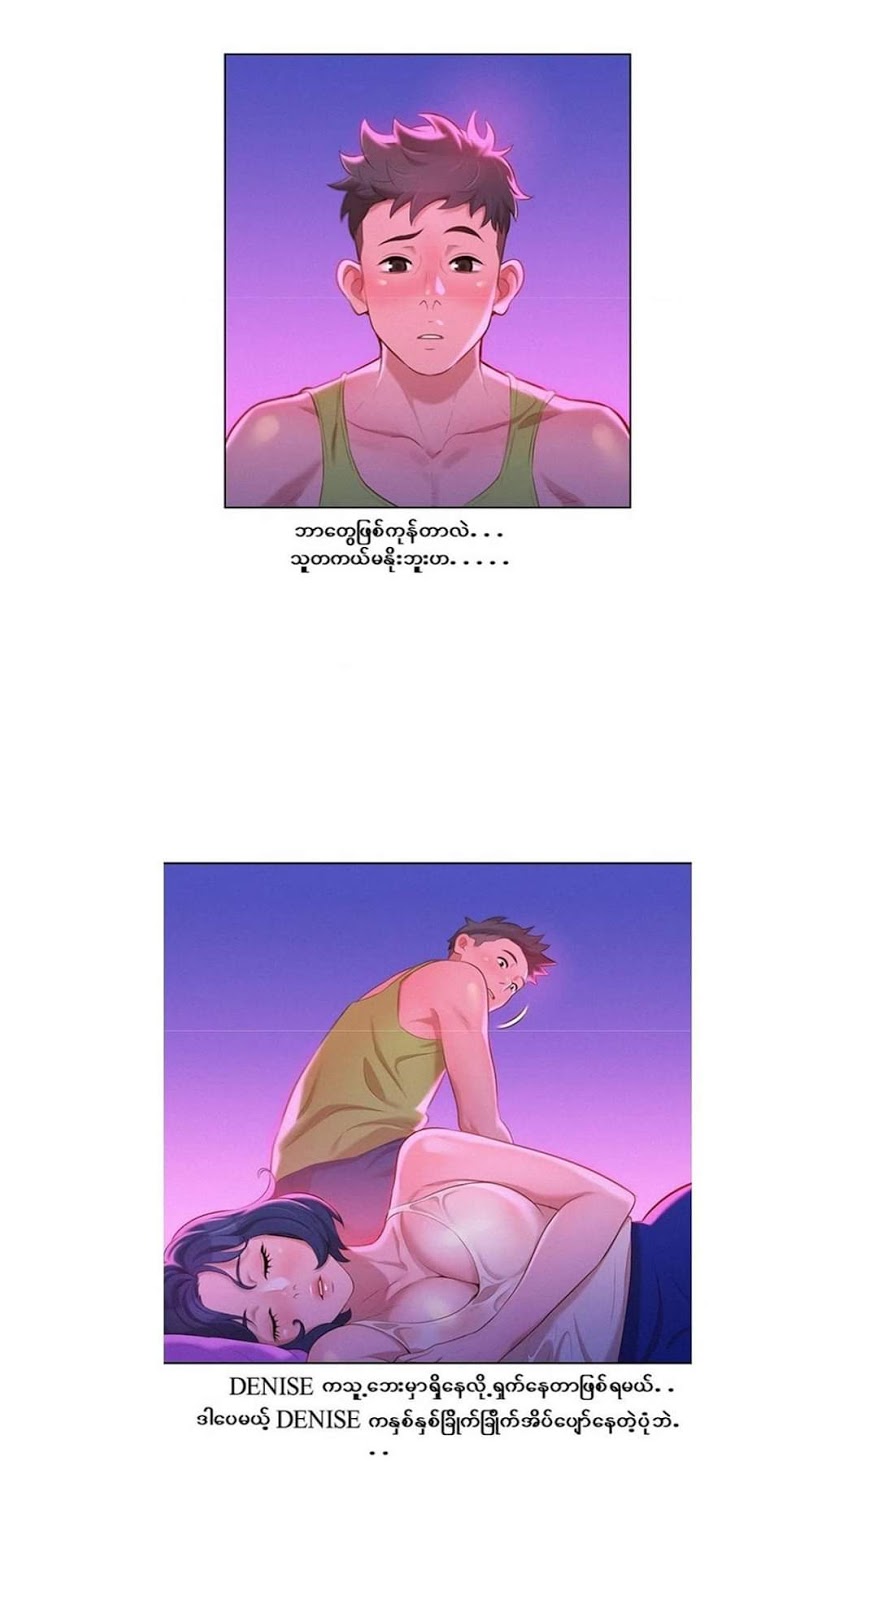 ဘာတွေဖြစ်ကုန်တာလဲ. . .
သူတကယ်မနိုးဘူးဟ. . . . .
DENISE ကသူ့ဘေးမှာရှိနေလို့ရှက်နေတာဖြစ်ရမယ်. .
ဒါပေမယ့် DENISE ကနှစ်နှစ်ခြိုက်ခြိုက်အိပ်ပျော်နေတဲ့ပုံဘဲ.
. .